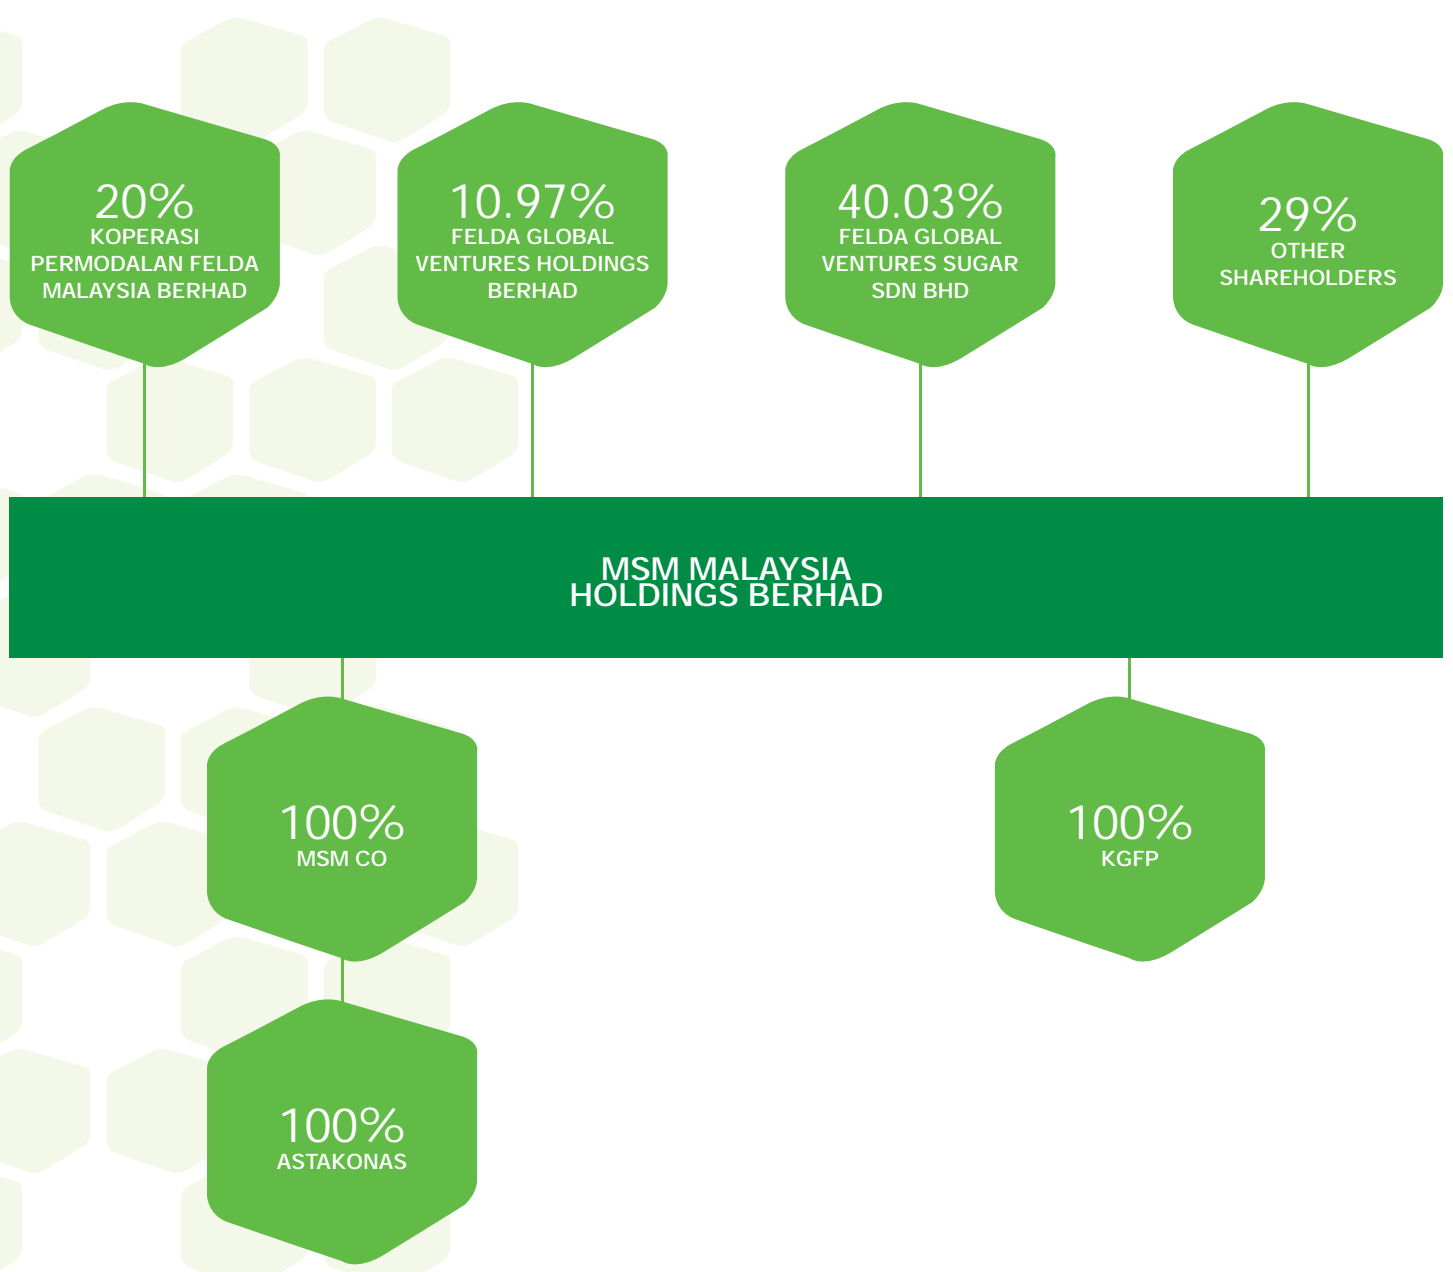 20%
KOPERASI
PERMODALAN FELDA
MALAYSIA BERHAD
10.97%
FELDA GLOBAL
VENTURES HOLDINGS
BERHAD
40.03%
FELDA GLOBAL
VENTURES SUGAR
SDN BHD
29%
OTHER
SHAREHOLDERS
MSM MALAYSIA
HOLDINGS BERHAD
100%
MSM CO
100%
KGFP
100%
ASTAKONAS